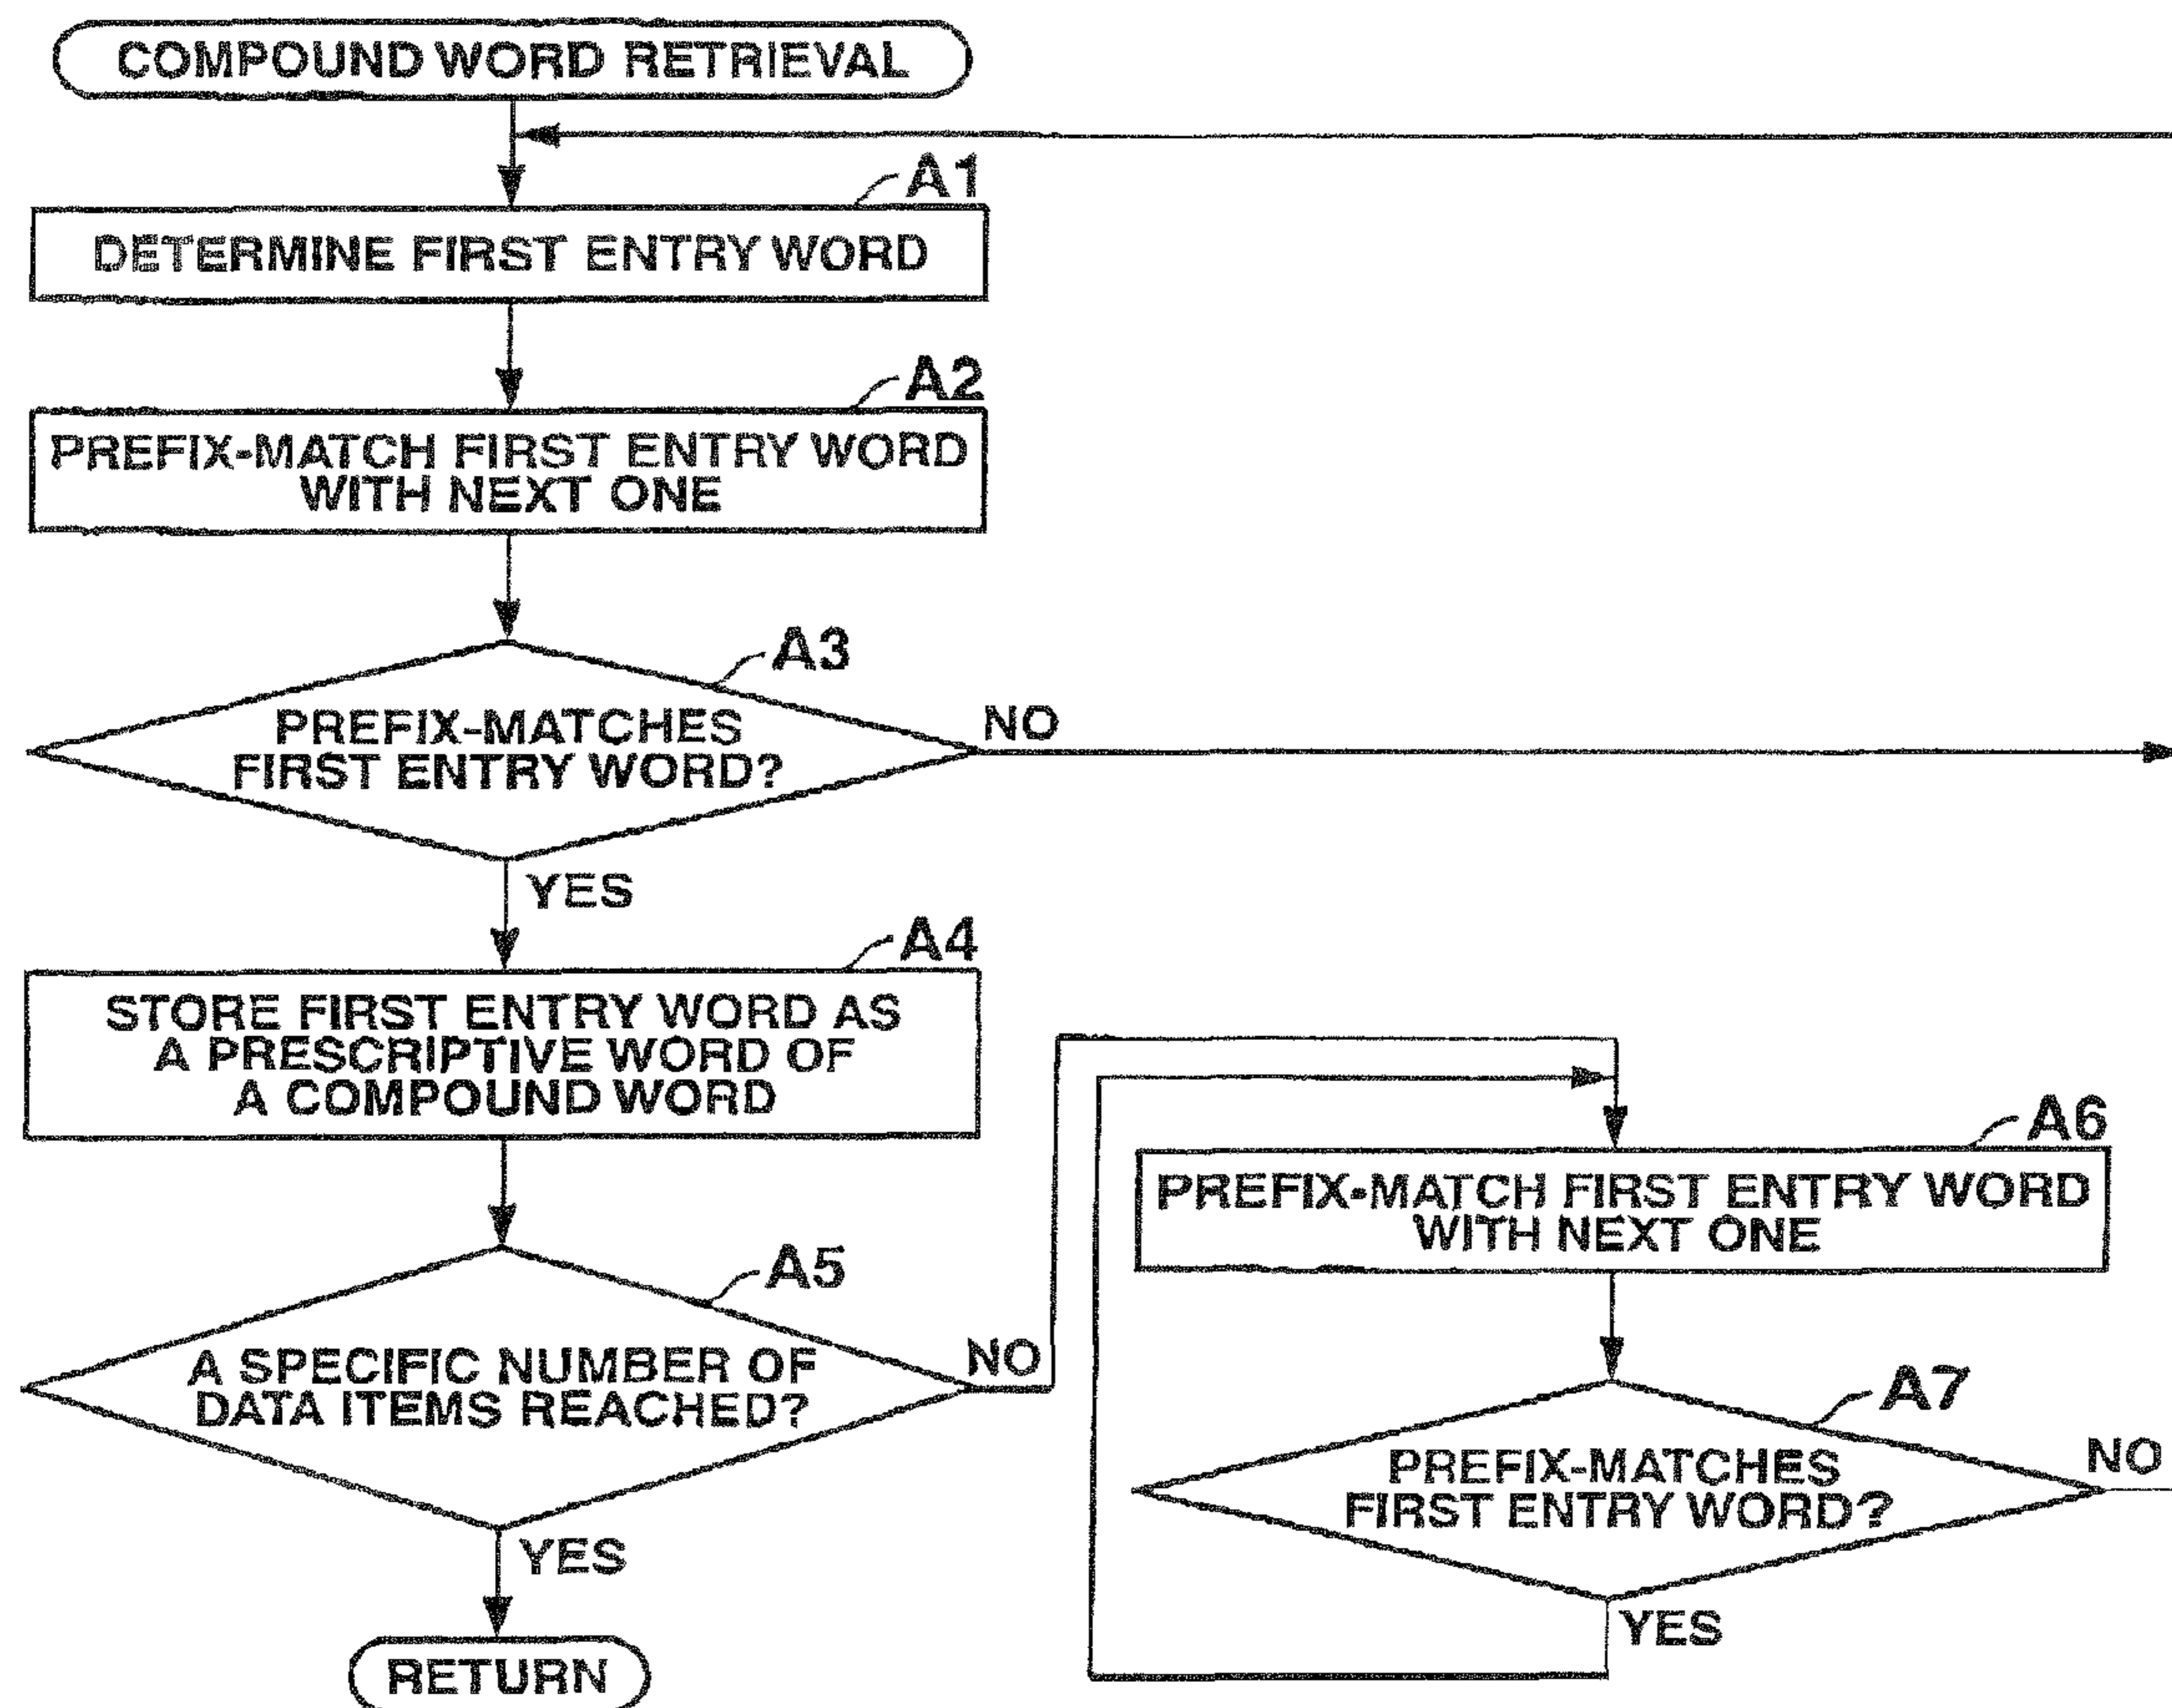 COMPOUND WORD RETRIEVAL
A1
DETERMINE FIRST ENTRY WORD
A2
PREFIX-MATCH FIRST ENTRY WORD
WITH NEXT ONE
A3
PREFIX-MATCHES
FIRST ENTRY WORD?
NO
YES
A4
STORE FIRST ENTRY WORD AS
A PRESCRIPTIVE WORD OF
A COMPOUND WORD
A5
A SPECIFIC NUMBER OF
DATA ITEMS REACHED?
NO
YES
RETURN
A6
PREFIX-MATCH FIRST ENTRY WORD
WITH NEXT ONE
A7
PREFIX-MATCHES
FIRST ENTRY WORD?
NO
YES